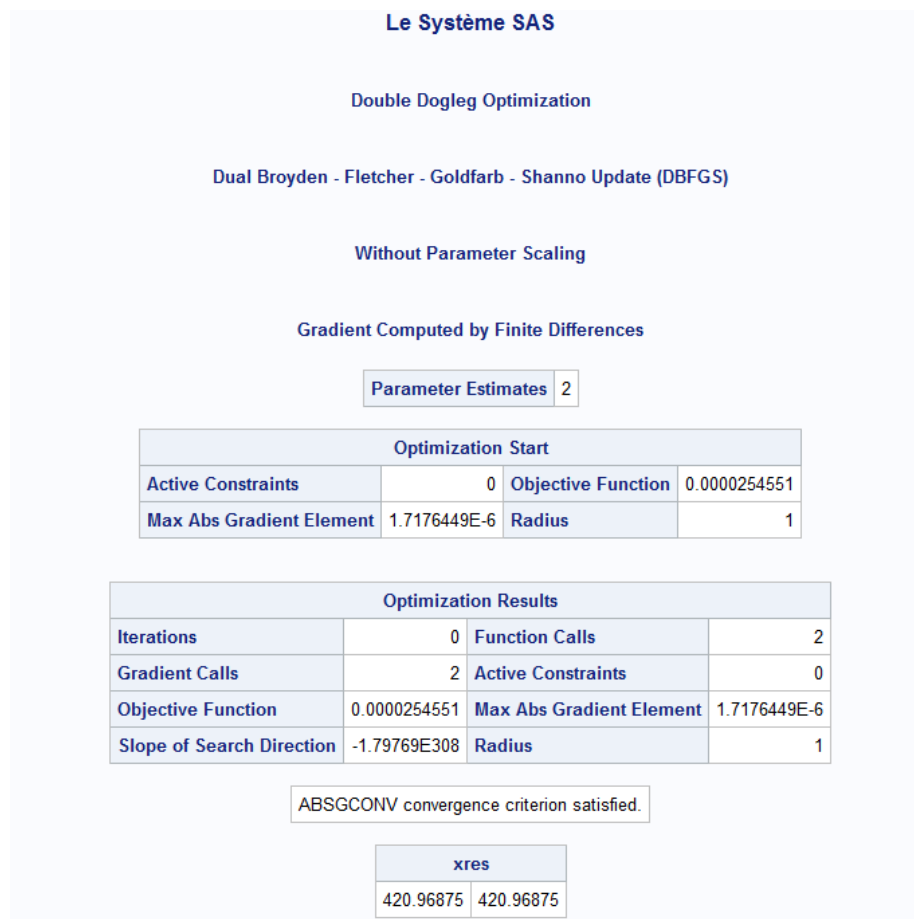 Le Système SAS
Double Dogleg Optimization
Dual Broyden - Fletcher - Goldfarb - Shanno Update (DBFGS)
Without Parameter Scaling
Gradient Computed by Finite Differences
Parameter Estimates 2
Optimization Start
Active Constraints 0 Objective Function 0.0000254551
Max Abs Gradient Element 1.7176449E-6 Radius 1
Optimization Results
Iterations 0 Function Calls 2
Gradient Calls 2 Active Constraints 0
Objective Function 0.0000254551 Max Abs Gradient Element 1.7176449E-6
Slope of Search Direction -1.79769E308 Radius 1
ABSGCONV convergence criterion satisfied.
xres
420.96875 420.96875